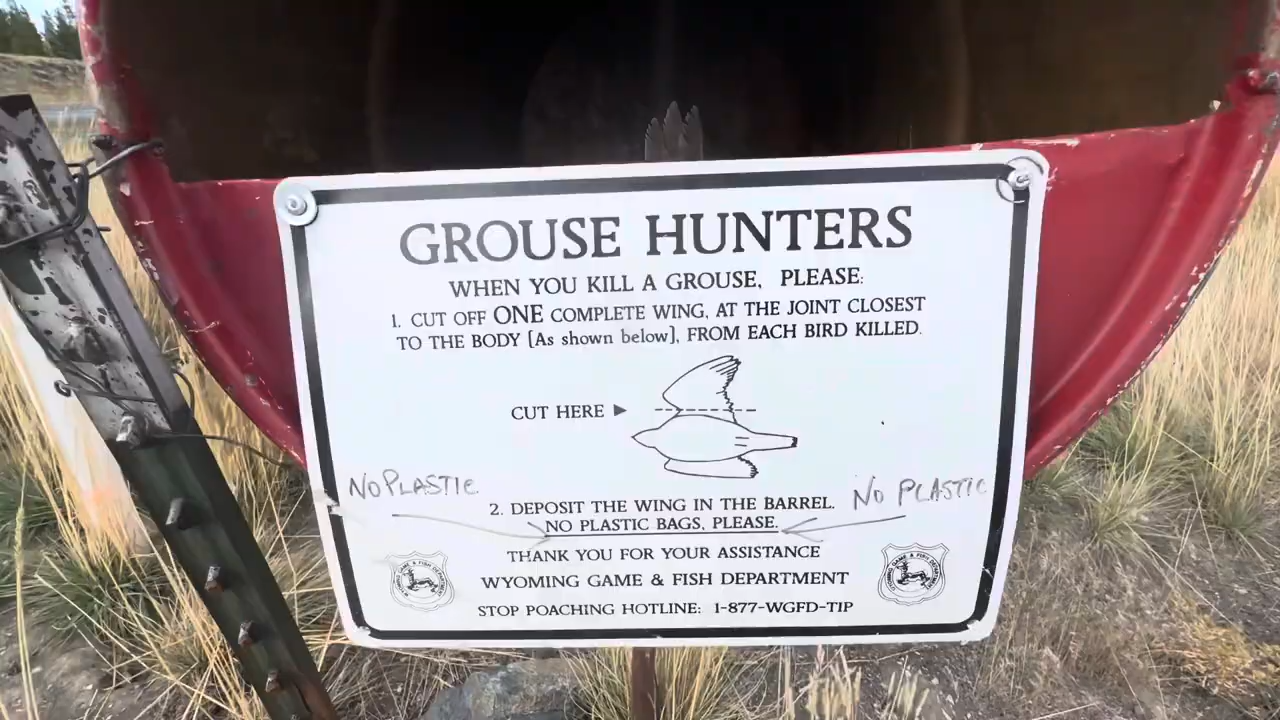 GROUSE HUNTERS
WHEN YOU KILL A GROUSE, PLEASE:
1. CUT OFF ONE COMPLETE WING, AT THE JOINT CLOSEST
TO THE BODY [As shown below], FROM EACH BIRD KILLED.
CUT HERE ►
NO PLASTIC
NO PLASTIC
2. DEPOSIT THE WING IN THE BARREL.
NO PLASTIC BAGS, PLEASE.
THANK YOU FOR YOUR ASSISTANCE
WYOMING GAME & FISH DEPARTMENT
STOP POACHING HOTLINE: 1-877-WGFD-TIP